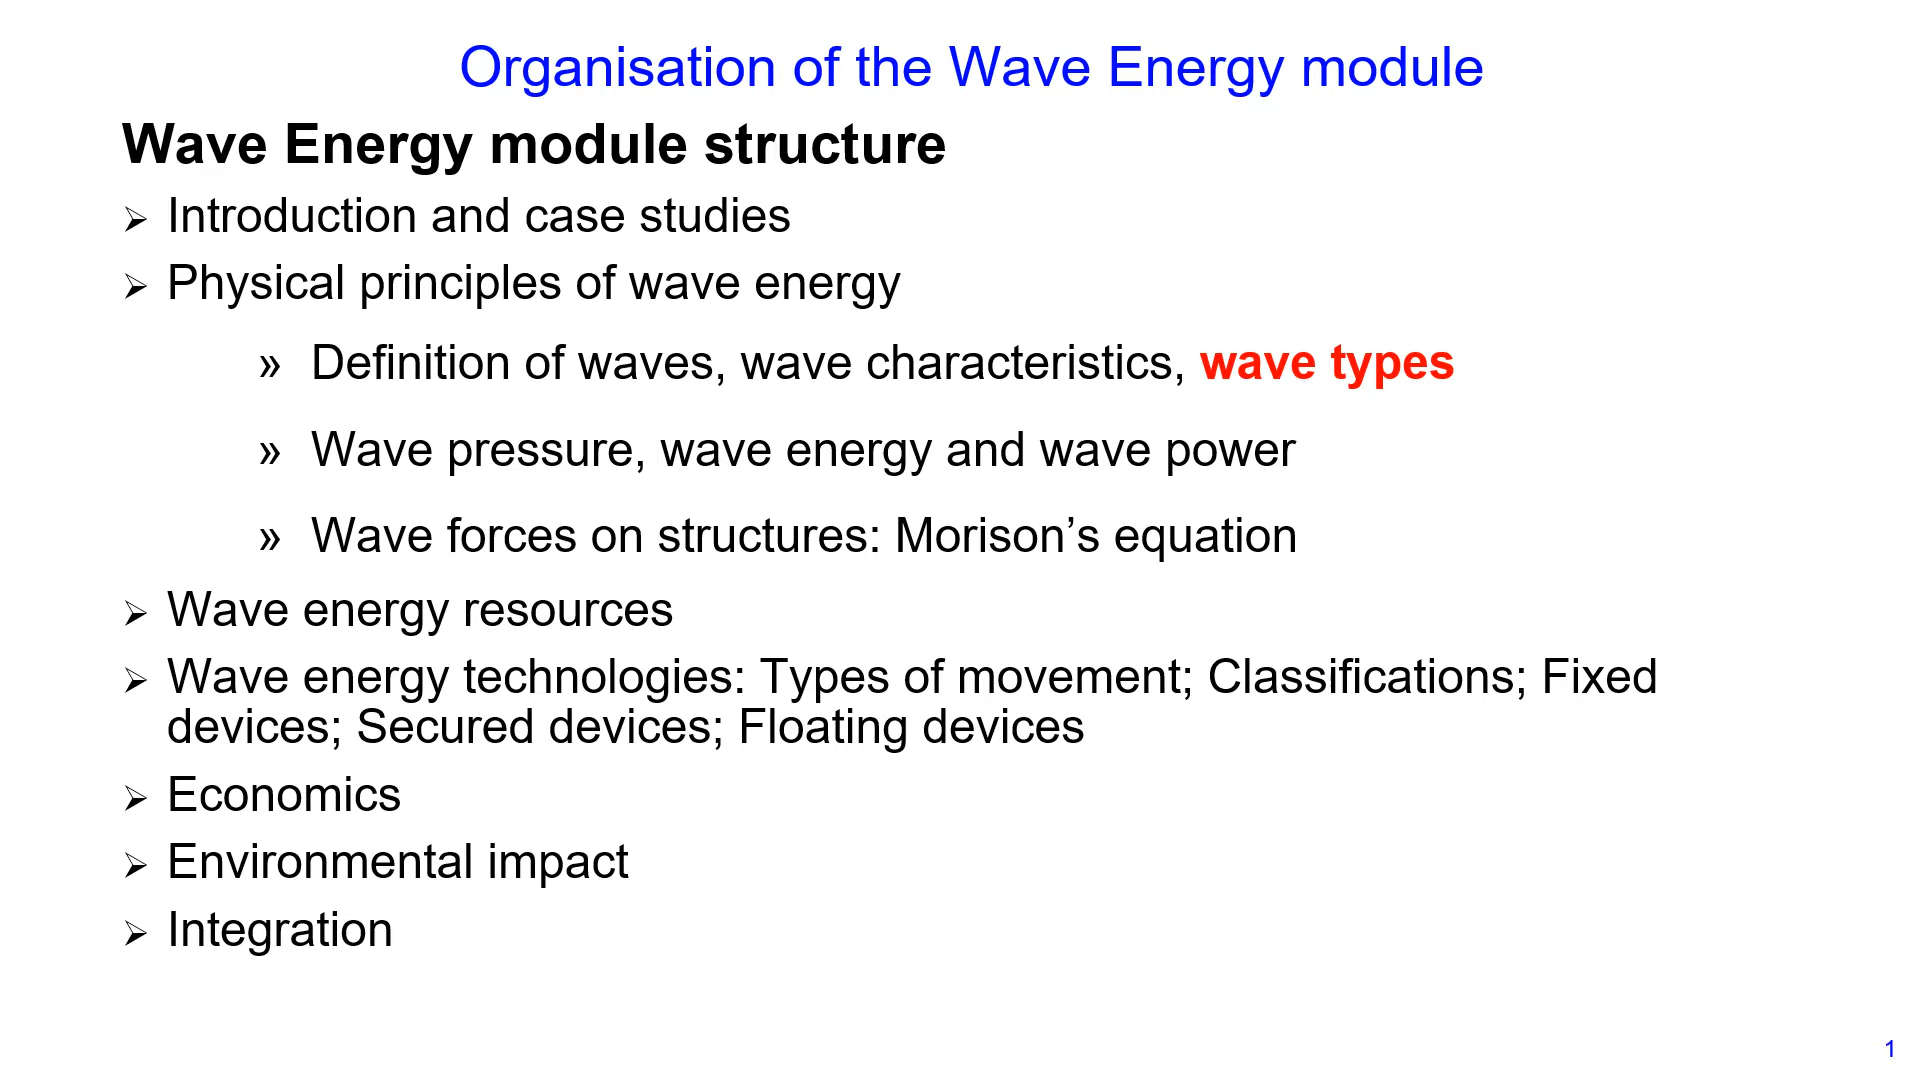 Organisation of the Wave Energy module
Wave Energy module structure
➢ Introduction and case studies
➢ Physical principles of wave energy
» Definition of waves, wave characteristics, wave types
» Wave pressure, wave energy and wave power
» Wave forces on structures: Morison’s equation
➢ Wave energy resources
➢ Wave energy technologies: Types of movement; Classifications; Fixed
devices; Secured devices; Floating devices
➢ Economics
➢ Environmental impact
➢ Integration
1